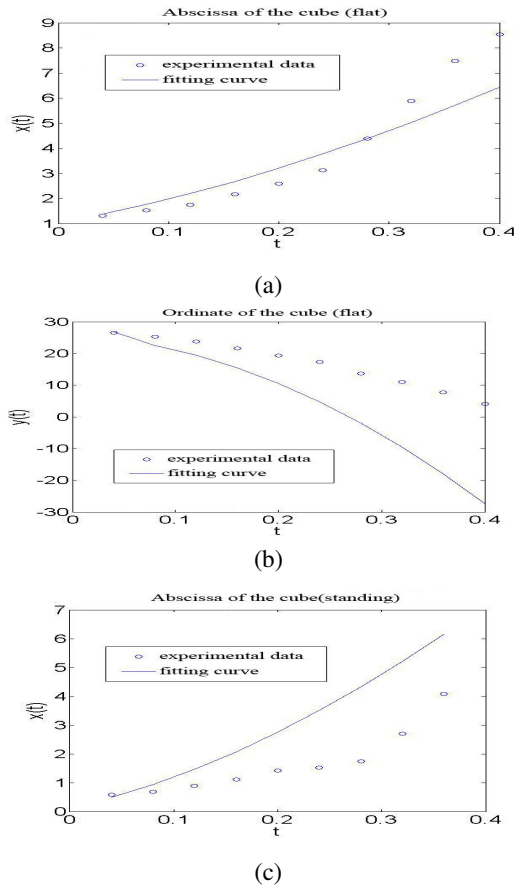 Abscissa of the cube (flat)
9
8
7
6
5
4
3
2
1
x(t)
experimental data
fitting curve
0 0.1 0.2 0.3 0.4
t
(a)
Ordinate of the cube (flat)
30
20
10
0
-10
-20
-30
y(t)
experimental data
fitting curve
0 0.1 0.2 0.3 0.4
t
(b)
Abscissa of the cube(standing)
7
6
5
4
3
2
1
0
x(t)
experimental data
fitting curve
0 0.1 0.2 0.3 0.4
t
(c)